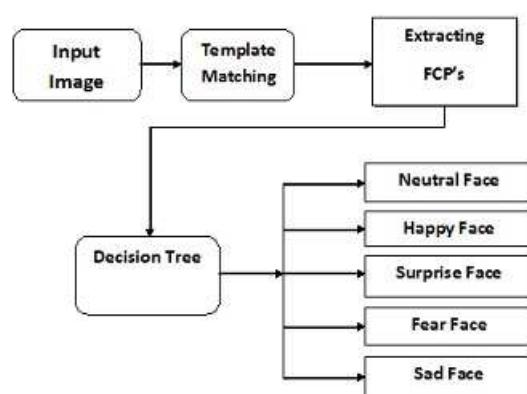 Input
Image
Template
Matching
Extracting
FCP's
Decision Tree
Neutral Face
Happy Face
Surprise Face
Fear Face
Sad Face